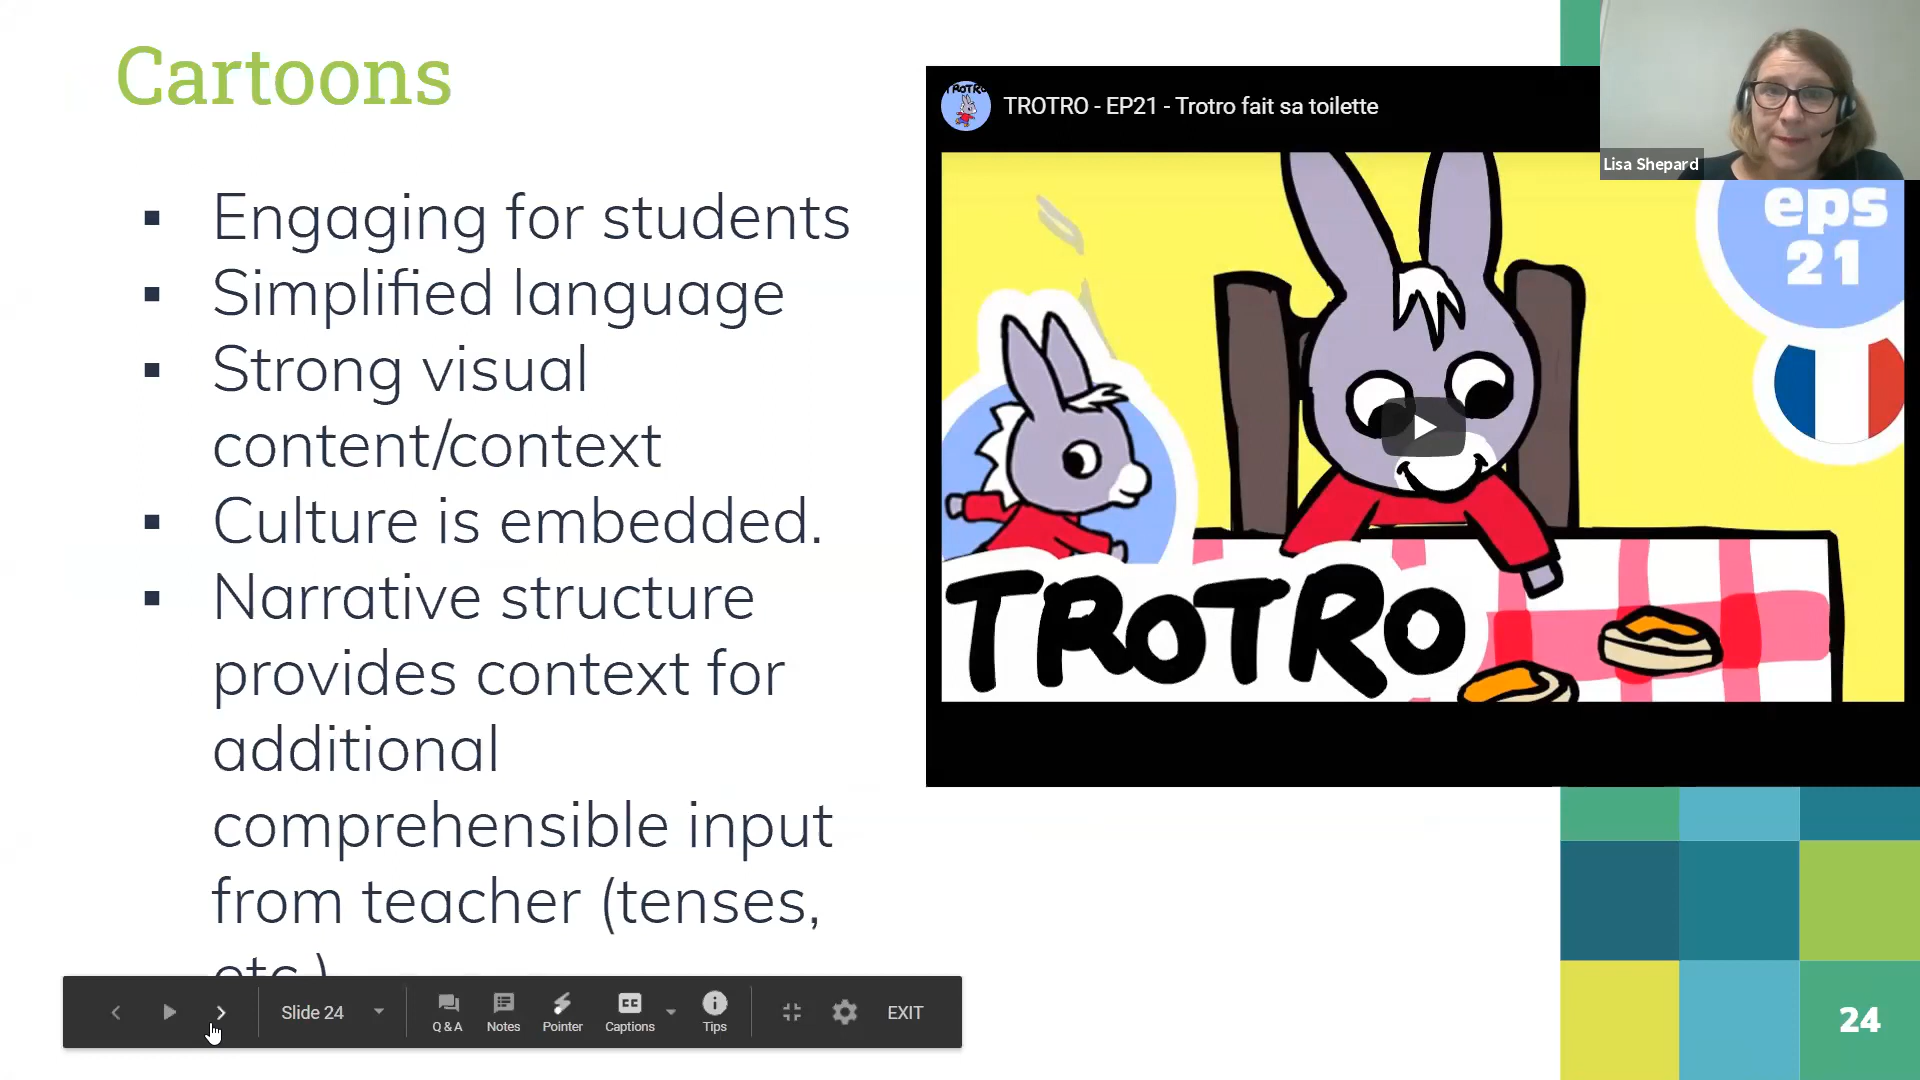 Cartoons
▪ Engaging for students
▪ Simplified language
▪ Strong visual
content/context
▪ Culture is embedded.
▪ Narrative structure
provides context for
additional
comprehensible input
from teacher (tenses,
etc.)
TROTRO
TROTRO - EP21 - Trotro fait sa toilette
Lisa Shepard
eps
21
TROTRO
Slide 24
Q & A
Notes
Pointer
CC
Captions
Tips
EXIT
24